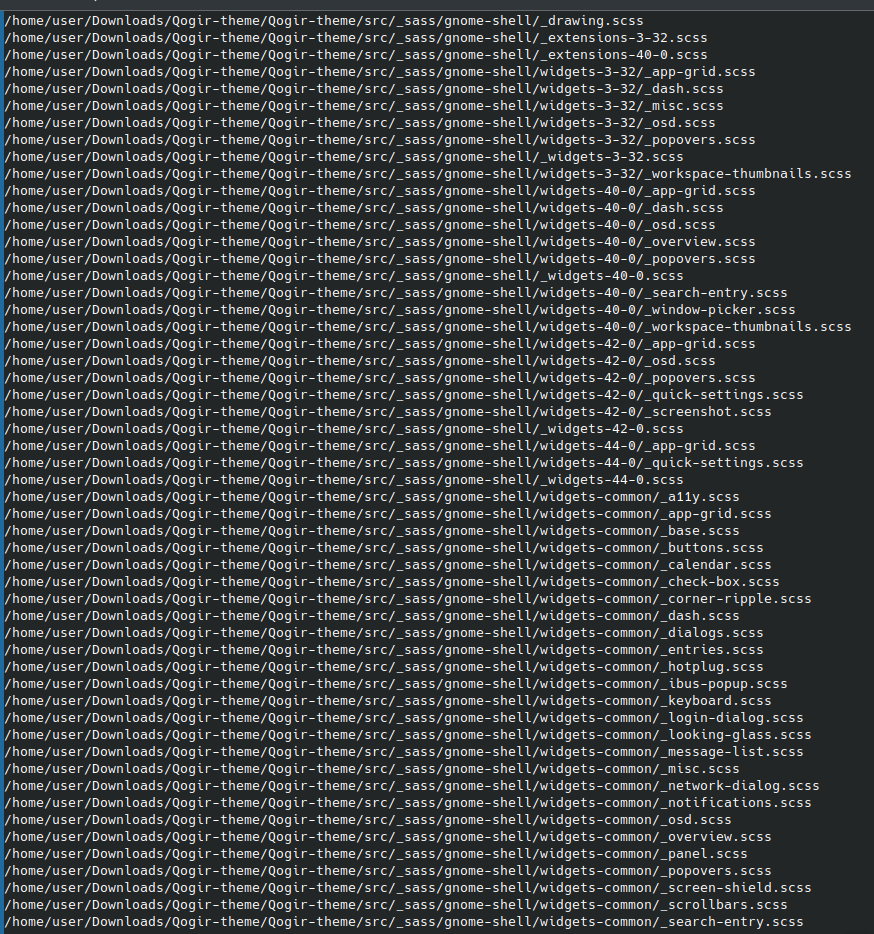 /home/user/Downloads/Qogir-theme/Qogir-theme/src/_sass/gnome-shell/_drawing.scss
/home/user/Downloads/Qogir-theme/Qogir-theme/src/_sass/gnome-shell/_extensions-3-32.scss
/home/user/Downloads/Qogir-theme/Qogir-theme/src/_sass/gnome-shell/_extensions-40-0.scss
/home/user/Downloads/Qogir-theme/Qogir-theme/src/_sass/gnome-shell/widgets-3-32/_app-grid.scss
/home/user/Downloads/Qogir-theme/Qogir-theme/src/_sass/gnome-shell/widgets-3-32/_dash.scss
/home/user/Downloads/Qogir-theme/Qogir-theme/src/_sass/gnome-shell/widgets-3-32/_misc.scss
/home/user/Downloads/Qogir-theme/Qogir-theme/src/_sass/gnome-shell/widgets-3-32/_osd.scss
/home/user/Downloads/Qogir-theme/Qogir-theme/src/_sass/gnome-shell/widgets-3-32/_popovers.scss
/home/user/Downloads/Qogir-theme/Qogir-theme/src/_sass/gnome-shell/_widgets-3-32.scss
/home/user/Downloads/Qogir-theme/Qogir-theme/src/_sass/gnome-shell/widgets-3-32/_workspace-thumbnails.scss
/home/user/Downloads/Qogir-theme/Qogir-theme/src/_sass/gnome-shell/widgets-40-0/_app-grid.scss
/home/user/Downloads/Qogir-theme/Qogir-theme/src/_sass/gnome-shell/widgets-40-0/_dash.scss
/home/user/Downloads/Qogir-theme/Qogir-theme/src/_sass/gnome-shell/widgets-40-0/_osd.scss
/home/user/Downloads/Qogir-theme/Qogir-theme/src/_sass/gnome-shell/widgets-40-0/_overview.scss
/home/user/Downloads/Qogir-theme/Qogir-theme/src/_sass/gnome-shell/widgets-40-0/_popovers.scss
/home/user/Downloads/Qogir-theme/Qogir-theme/src/_sass/gnome-shell/_widgets-40-0.scss
/home/user/Downloads/Qogir-theme/Qogir-theme/src/_sass/gnome-shell/widgets-40-0/_search-entry.scss
/home/user/Downloads/Qogir-theme/Qogir-theme/src/_sass/gnome-shell/widgets-40-0/_window-picker.scss
/home/user/Downloads/Qogir-theme/Qogir-theme/src/_sass/gnome-shell/widgets-40-0/_workspace-thumbnails.scss
/home/user/Downloads/Qogir-theme/Qogir-theme/src/_sass/gnome-shell/widgets-42-0/_app-grid.scss
/home/user/Downloads/Qogir-theme/Qogir-theme/src/_sass/gnome-shell/widgets-42-0/_osd.scss
/home/user/Downloads/Qogir-theme/Qogir-theme/src/_sass/gnome-shell/widgets-42-0/_popovers.scss
/home/user/Downloads/Qogir-theme/Qogir-theme/src/_sass/gnome-shell/widgets-42-0/_quick-settings.scss
/home/user/Downloads/Qogir-theme/Qogir-theme/src/_sass/gnome-shell/widgets-42-0/_screenshot.scss
/home/user/Downloads/Qogir-theme/Qogir-theme/src/_sass/gnome-shell/_widgets-42-0.scss
/home/user/Downloads/Qogir-theme/Qogir-theme/src/_sass/gnome-shell/widgets-44-0/_app-grid.scss
/home/user/Downloads/Qogir-theme/Qogir-theme/src/_sass/gnome-shell/widgets-44-0/_quick-settings.scss
/home/user/Downloads/Qogir-theme/Qogir-theme/src/_sass/gnome-shell/_widgets-44-0.scss
/home/user/Downloads/Qogir-theme/Qogir-theme/src/_sass/gnome-shell/widgets-common/_a11y.scss
/home/user/Downloads/Qogir-theme/Qogir-theme/src/_sass/gnome-shell/widgets-common/_app-grid.scss
/home/user/Downloads/Qogir-theme/Qogir-theme/src/_sass/gnome-shell/widgets-common/_base.scss
/home/user/Downloads/Qogir-theme/Qogir-theme/src/_sass/gnome-shell/widgets-common/_buttons.scss
/home/user/Downloads/Qogir-theme/Qogir-theme/src/_sass/gnome-shell/widgets-common/_calendar.scss
/home/user/Downloads/Qogir-theme/Qogir-theme/src/_sass/gnome-shell/widgets-common/_check-box.scss
/home/user/Downloads/Qogir-theme/Qogir-theme/src/_sass/gnome-shell/widgets-common/_corner-ripple.scss
/home/user/Downloads/Qogir-theme/Qogir-theme/src/_sass/gnome-shell/widgets-common/_dash.scss
/home/user/Downloads/Qogir-theme/Qogir-theme/src/_sass/gnome-shell/widgets-common/_dialogs.scss
/home/user/Downloads/Qogir-theme/Qogir-theme/src/_sass/gnome-shell/widgets-common/_entries.scss
/home/user/Downloads/Qogir-theme/Qogir-theme/src/_sass/gnome-shell/widgets-common/_hotplug.scss
/home/user/Downloads/Qogir-theme/Qogir-theme/src/_sass/gnome-shell/widgets-common/_ibus-popup.scss
/home/user/Downloads/Qogir-theme/Qogir-theme/src/_sass/gnome-shell/widgets-common/_keyboard.scss
/home/user/Downloads/Qogir-theme/Qogir-theme/src/_sass/gnome-shell/widgets-common/_login-dialog.scss
/home/user/Downloads/Qogir-theme/Qogir-theme/src/_sass/gnome-shell/widgets-common/_looking-glass.scss
/home/user/Downloads/Qogir-theme/Qogir-theme/src/_sass/gnome-shell/widgets-common/_message-list.scss
/home/user/Downloads/Qogir-theme/Qogir-theme/src/_sass/gnome-shell/widgets-common/_misc.scss
/home/user/Downloads/Qogir-theme/Qogir-theme/src/_sass/gnome-shell/widgets-common/_network-dialog.scss
/home/user/Downloads/Qogir-theme/Qogir-theme/src/_sass/gnome-shell/widgets-common/_notifications.scss
/home/user/Downloads/Qogir-theme/Qogir-theme/src/_sass/gnome-shell/widgets-common/_osd.scss
/home/user/Downloads/Qogir-theme/Qogir-theme/src/_sass/gnome-shell/widgets-common/_overview.scss
/home/user/Downloads/Qogir-theme/Qogir-theme/src/_sass/gnome-shell/widgets-common/_panel.scss
/home/user/Downloads/Qogir-theme/Qogir-theme/src/_sass/gnome-shell/widgets-common/_popovers.scss
/home/user/Downloads/Qogir-theme/Qogir-theme/src/_sass/gnome-shell/widgets-common/_screen-shield.scss
/home/user/Downloads/Qogir-theme/Qogir-theme/src/_sass/gnome-shell/widgets-common/_scrollbars.scss
/home/user/Downloads/Qogir-theme/Qogir-theme/src/_sass/gnome-shell/widgets-common/_search-entry.scss